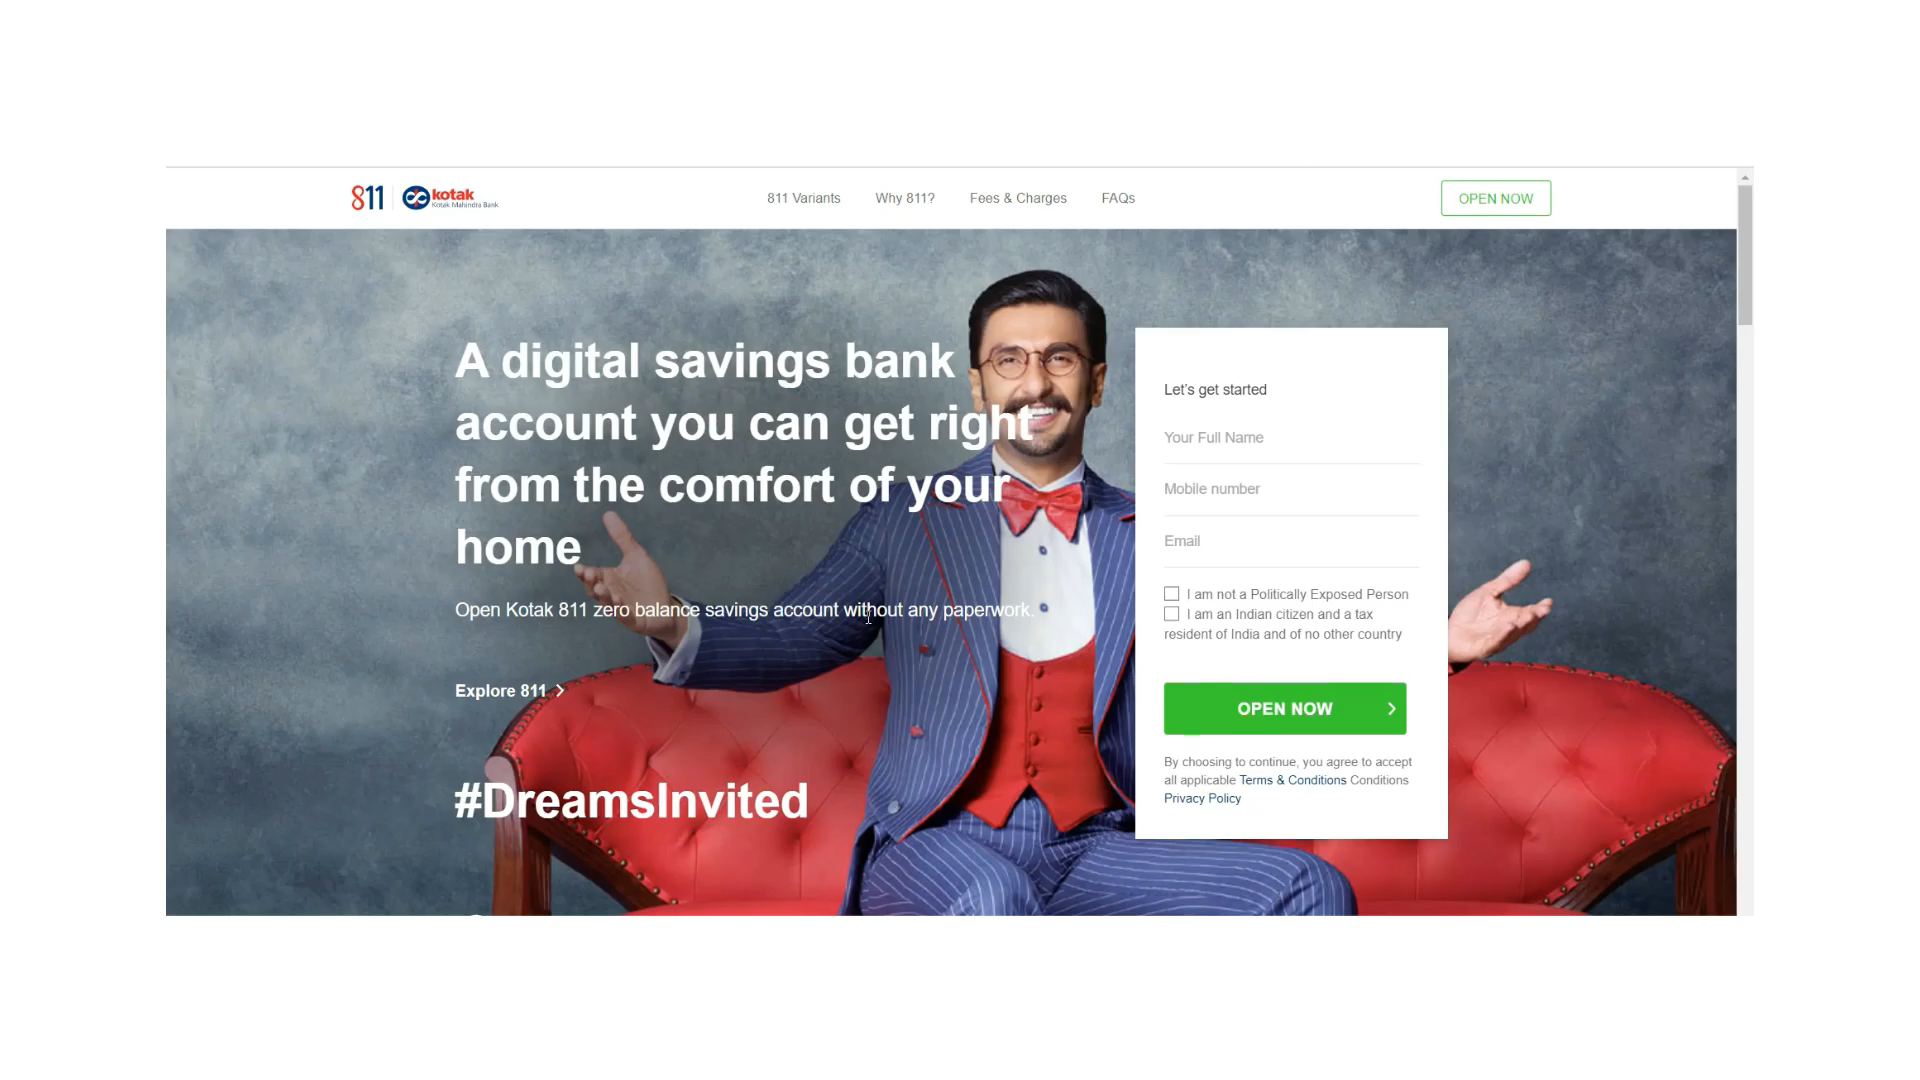 811 kotak
Kotak Mahindra Bank
811 Variants Why 811? Fees & Charges FAQs
OPEN NOW
A digital savings bank
account you can get right
from the comfort of your
home
Open Kotak 811 zero balance savings account without any paperwork.
Explore 811
#DreamsInvited
Let's get started
Your Full Name
Mobile number
Email
I am not a Politically Exposed Person
I am an Indian citizen and a tax
resident of India and of no other country
OPEN NOW
By choosing to continue, you agree to accept
all applicable Terms & Conditions Conditions
Privacy Policy